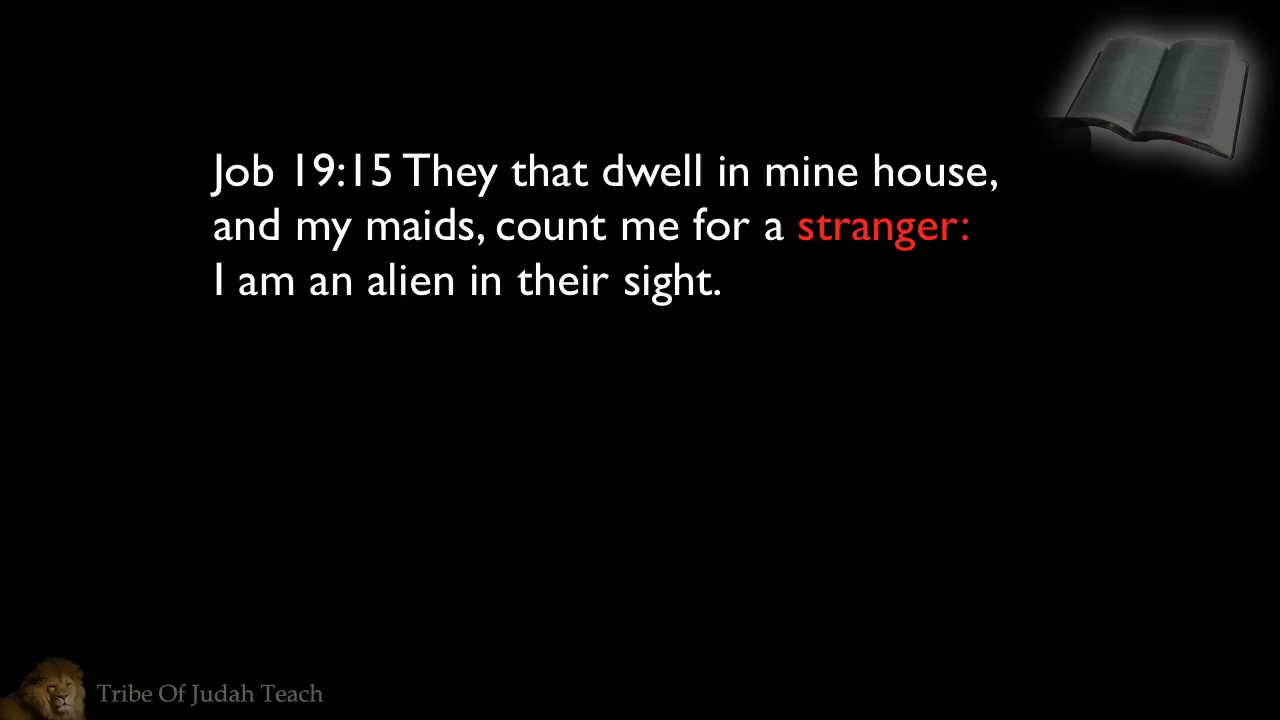 Job 19:15 They that dwell in mine house,
and my maids, count me for a stranger:
I am an alien in their sight.
Tribe Of Judah Teach